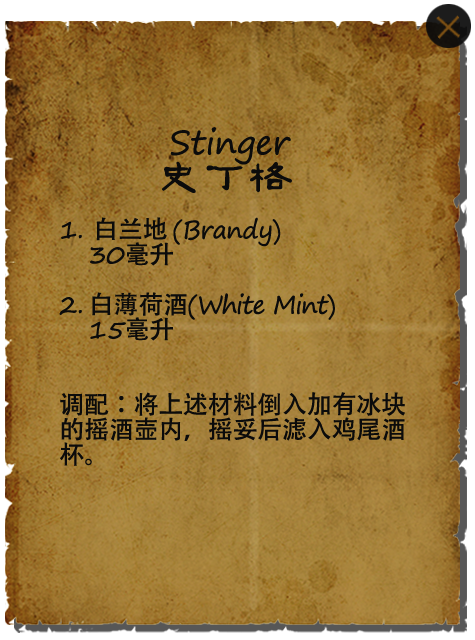 Stinger
史丁格
1. 白兰地(Brandy)
30毫升
2. 白薄荷酒(White Mint)
15毫升
调配：将上述材料倒入加有冰块
的摇酒壶内，摇妥后滤入鸡尾酒
杯。